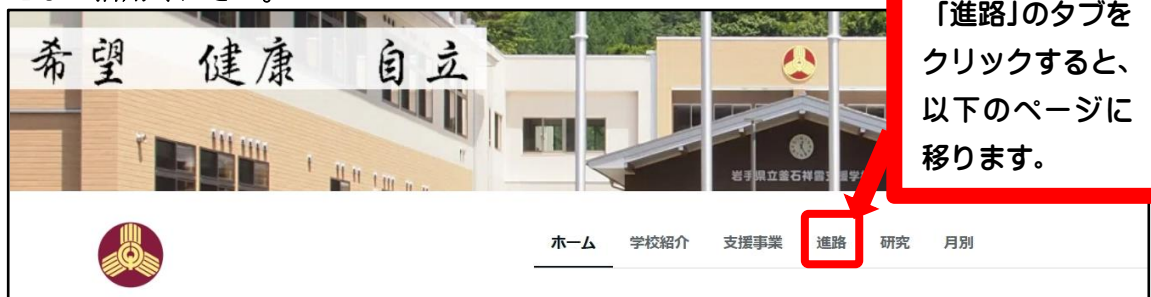 「進路」のタブを
クリックすると、
以下のページに
移ります。
希望 健康 自立
岩手県立釜石祥雲支援学
ホーム 学校紹介 支援事業 進路 研究 月別